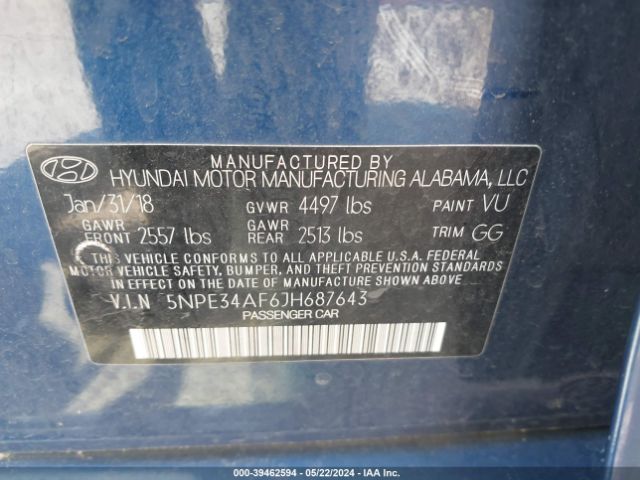 MANUFACTURED BY
HYUNDAI MOTOR MANUFACTURING ALABAMA, LLC
Jan/31/18 GVWR 4497 lbs PAINT VU
GAWR FRONT 2557 lbs GAWR REAR 2513 lbs TRIM GG
THIS VEHICLE CONFORMS TO ALL APPLICABLE U.S.A. FEDERAL
MOTOR VEHICLE SAFETY, BUMPER, AND THEFT PREVENTION
STANDARDS IN EFFECT ON THE DATE OF MANUFACTURE SHOWN ABOVE
V.I.N 5NPE34AF6JH687643
PASSENGER CAR
000-39462594 - 05/22/2024 - IAA Inc.